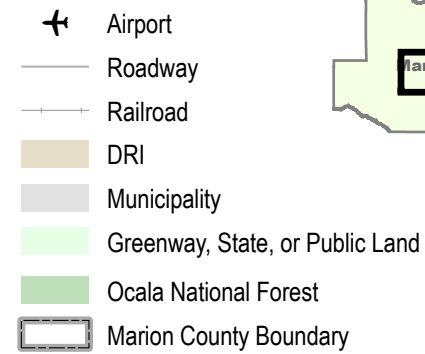 Airport
Roadway
Railroad
DRI
Municipality
Greenway, State, or Public Land
Ocala National Forest
Marion County Boundary